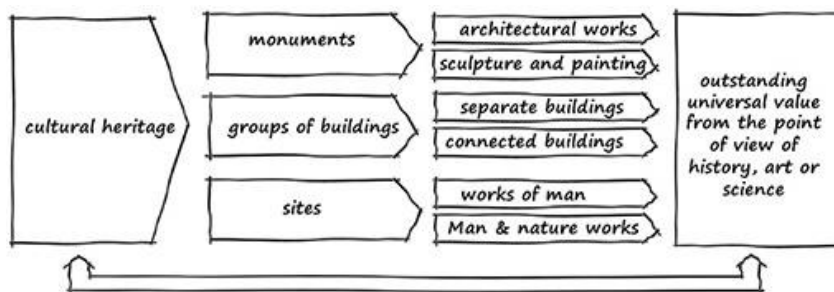 cultural heritage
monuments
groups of buildings
sites
architectural works
sculpture and painting
separate buildings
connected buildings
works of man
Man & nature works
outstanding
universal value
from the point
of view of
history, art or
science